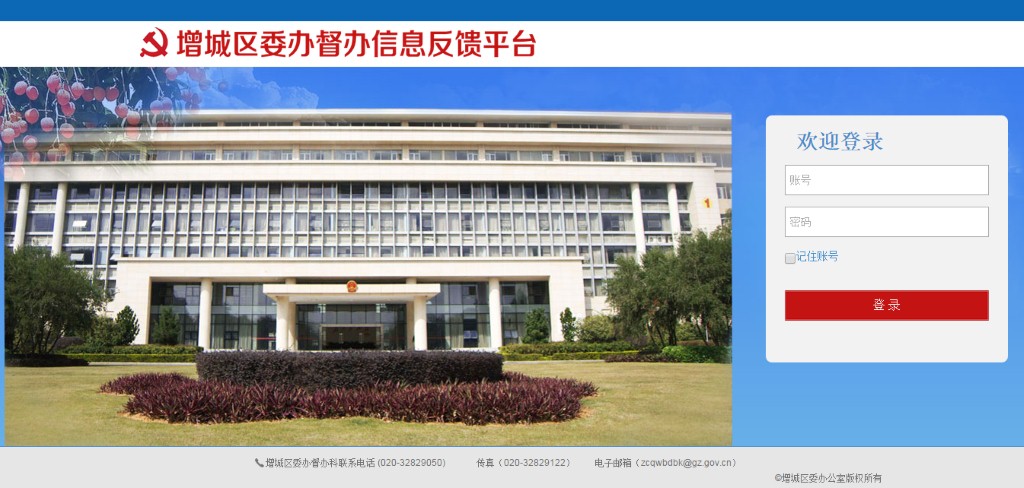 增城区委办督办信息反馈平台
欢迎登录
1
账号
密码
记住账号
登 录
增城区委办督办科联系电话 (020-32829050) 传真（020-32829122） 电子邮箱（zcqwbdbk@gz.gov.cn）
©增城区委办公室版权所有